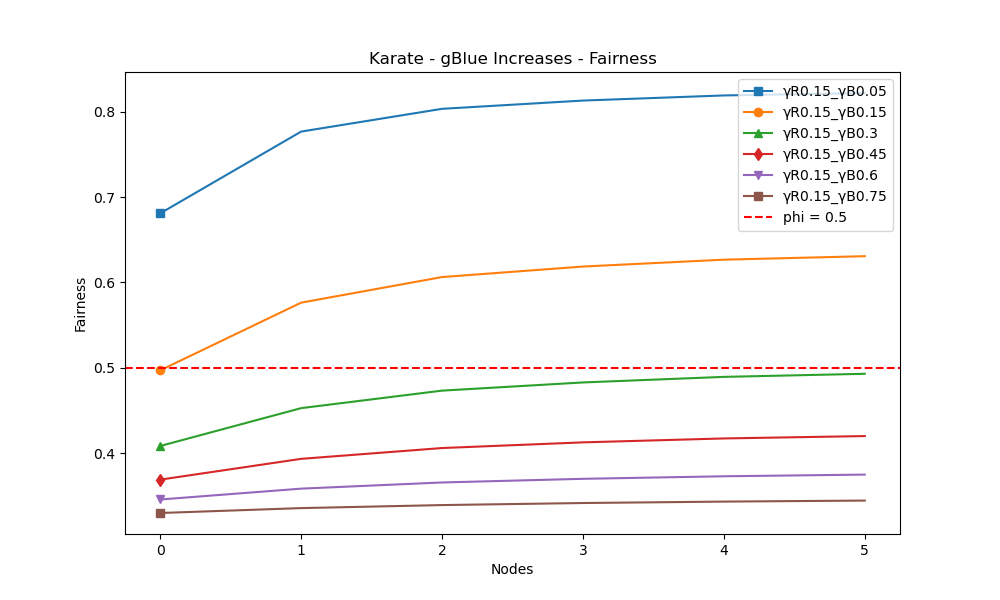 Karate - gBlue Increases - Fairness
γR0.15_γB0.05
γR0.15_γB0.15
γR0.15_γB0.3
γR0.15_γB0.45
γR0.15_γB0.6
γR0.15_γB0.75
phi = 0.5
Fairness
0.8
0.7
0.6
0.5
0.4
0 1 2 3 4 5
Nodes